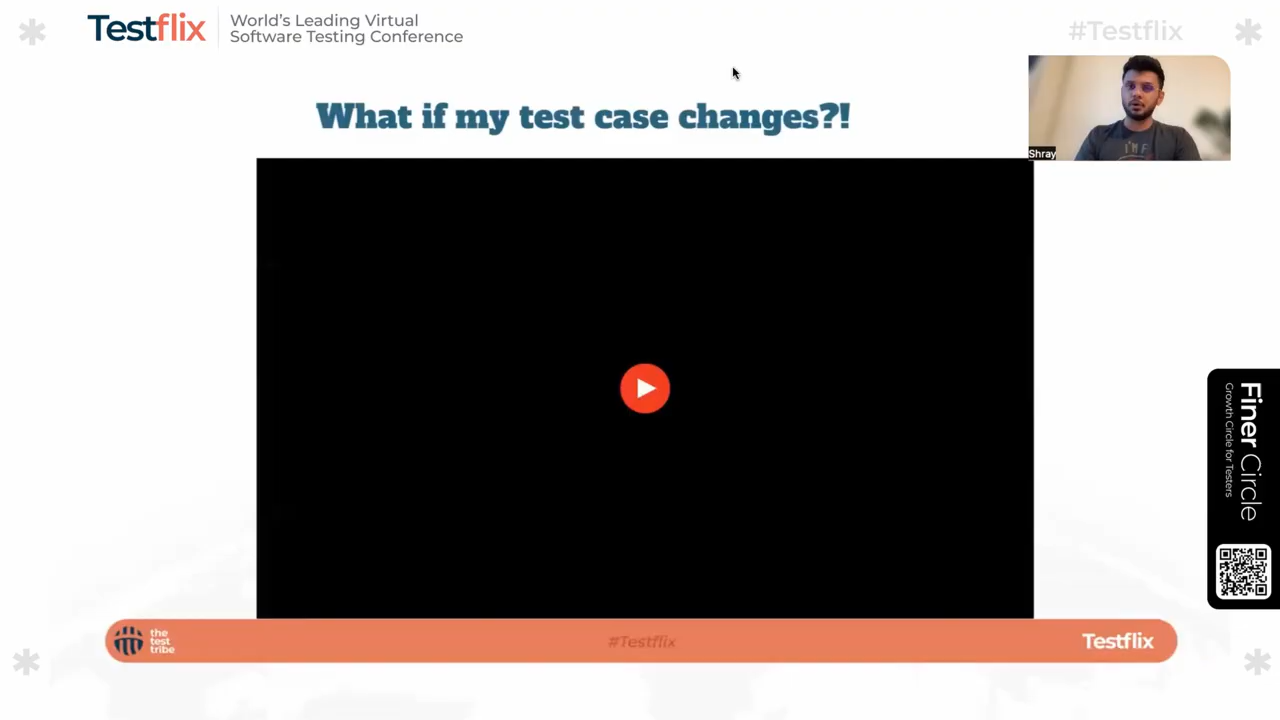 Testflix
World's Leading Virtual
Software Testing Conference
#Testflix
What if my test case changes?!
Shray
I'M F
Finer Circle
Growth Circle for Testers
the
test
tribe
#Testflix
Testflix